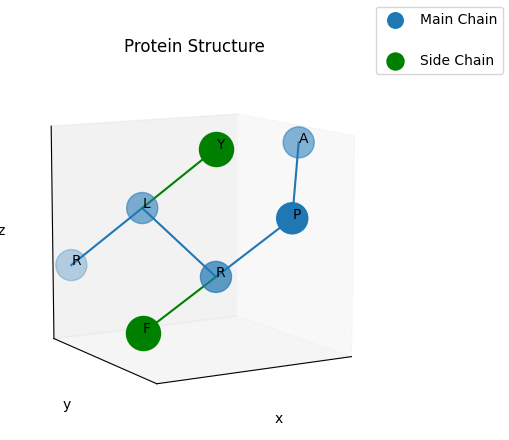 Main Chain
Side Chain
Protein Structure
Y
A
L
P
z
R
R
F
y
x